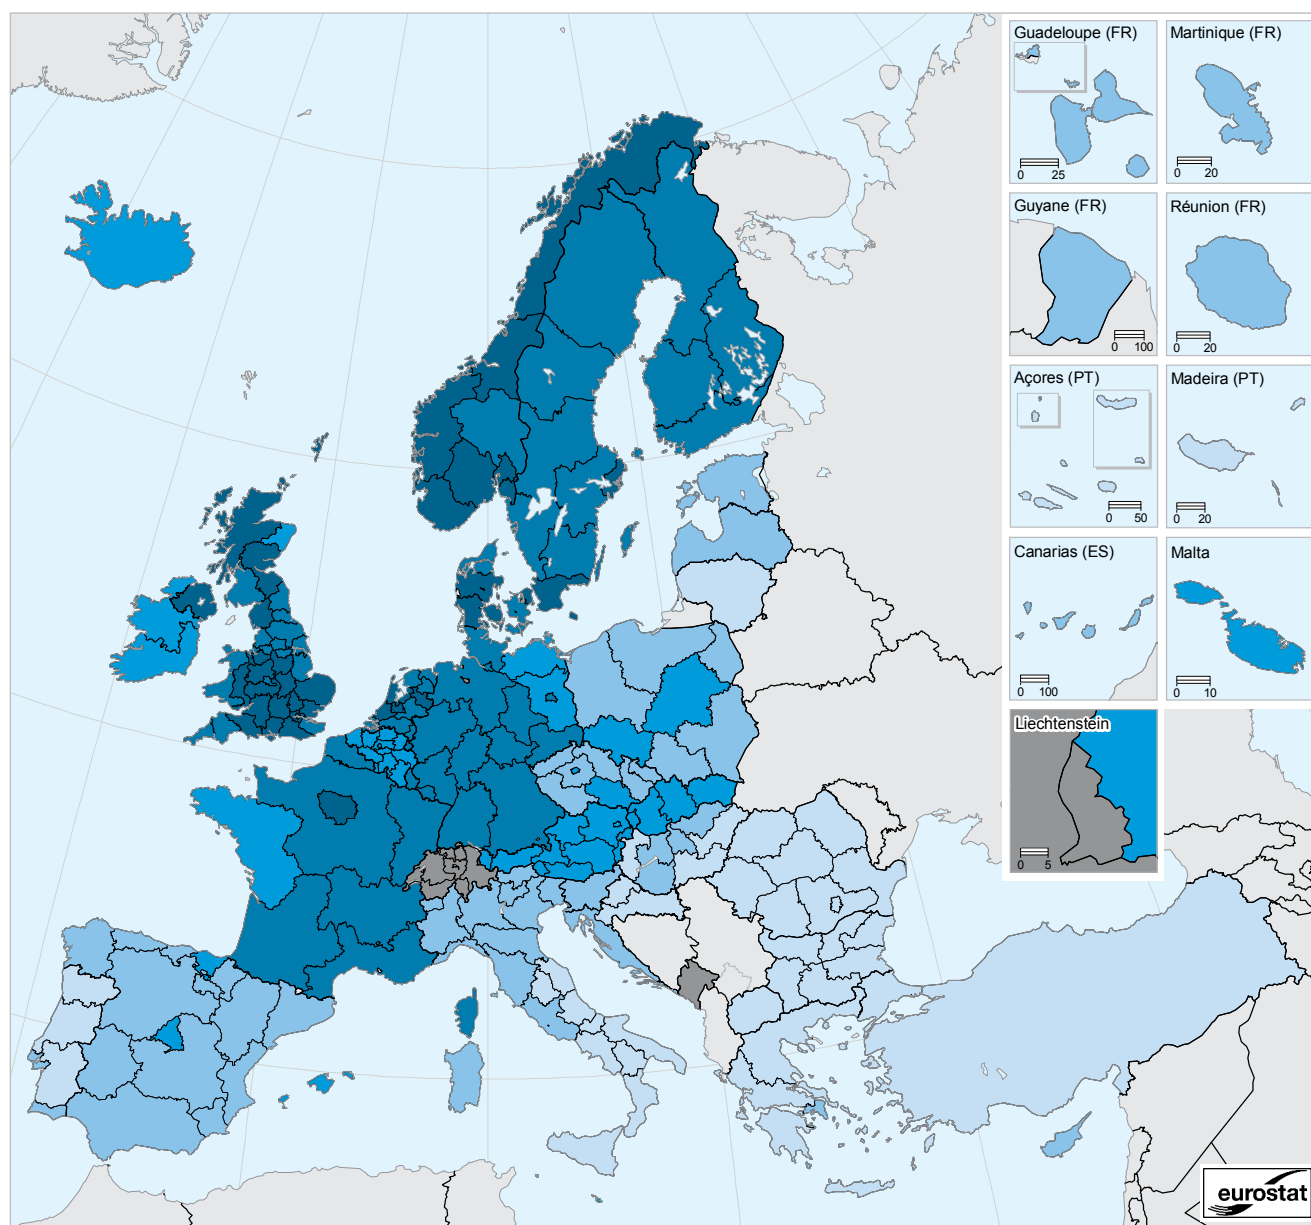 Guadeloupe (FR)
0 25
Martinique (FR)
0 20
Guyane (FR)
0 100
Réunion (FR)
0 20
Açores (PT)
0 50
Madeira (PT)
0 20
Canarias (ES)
0 100
Malta
0 10
Liechtenstein
0 5
eurostat